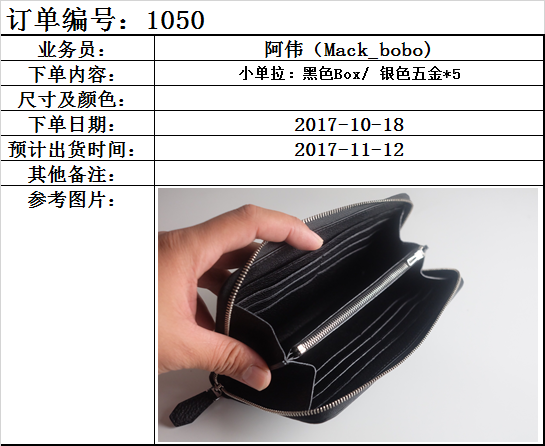 订单编号：1050
业务员： 阿伟（Mack_bobo)
下单内容： 小单拉：黑色Box/ 银色五金*5
尺寸及颜色：
下单日期： 2017-10-18
预计出货时间： 2017-11-12
其他备注：
参考图片：